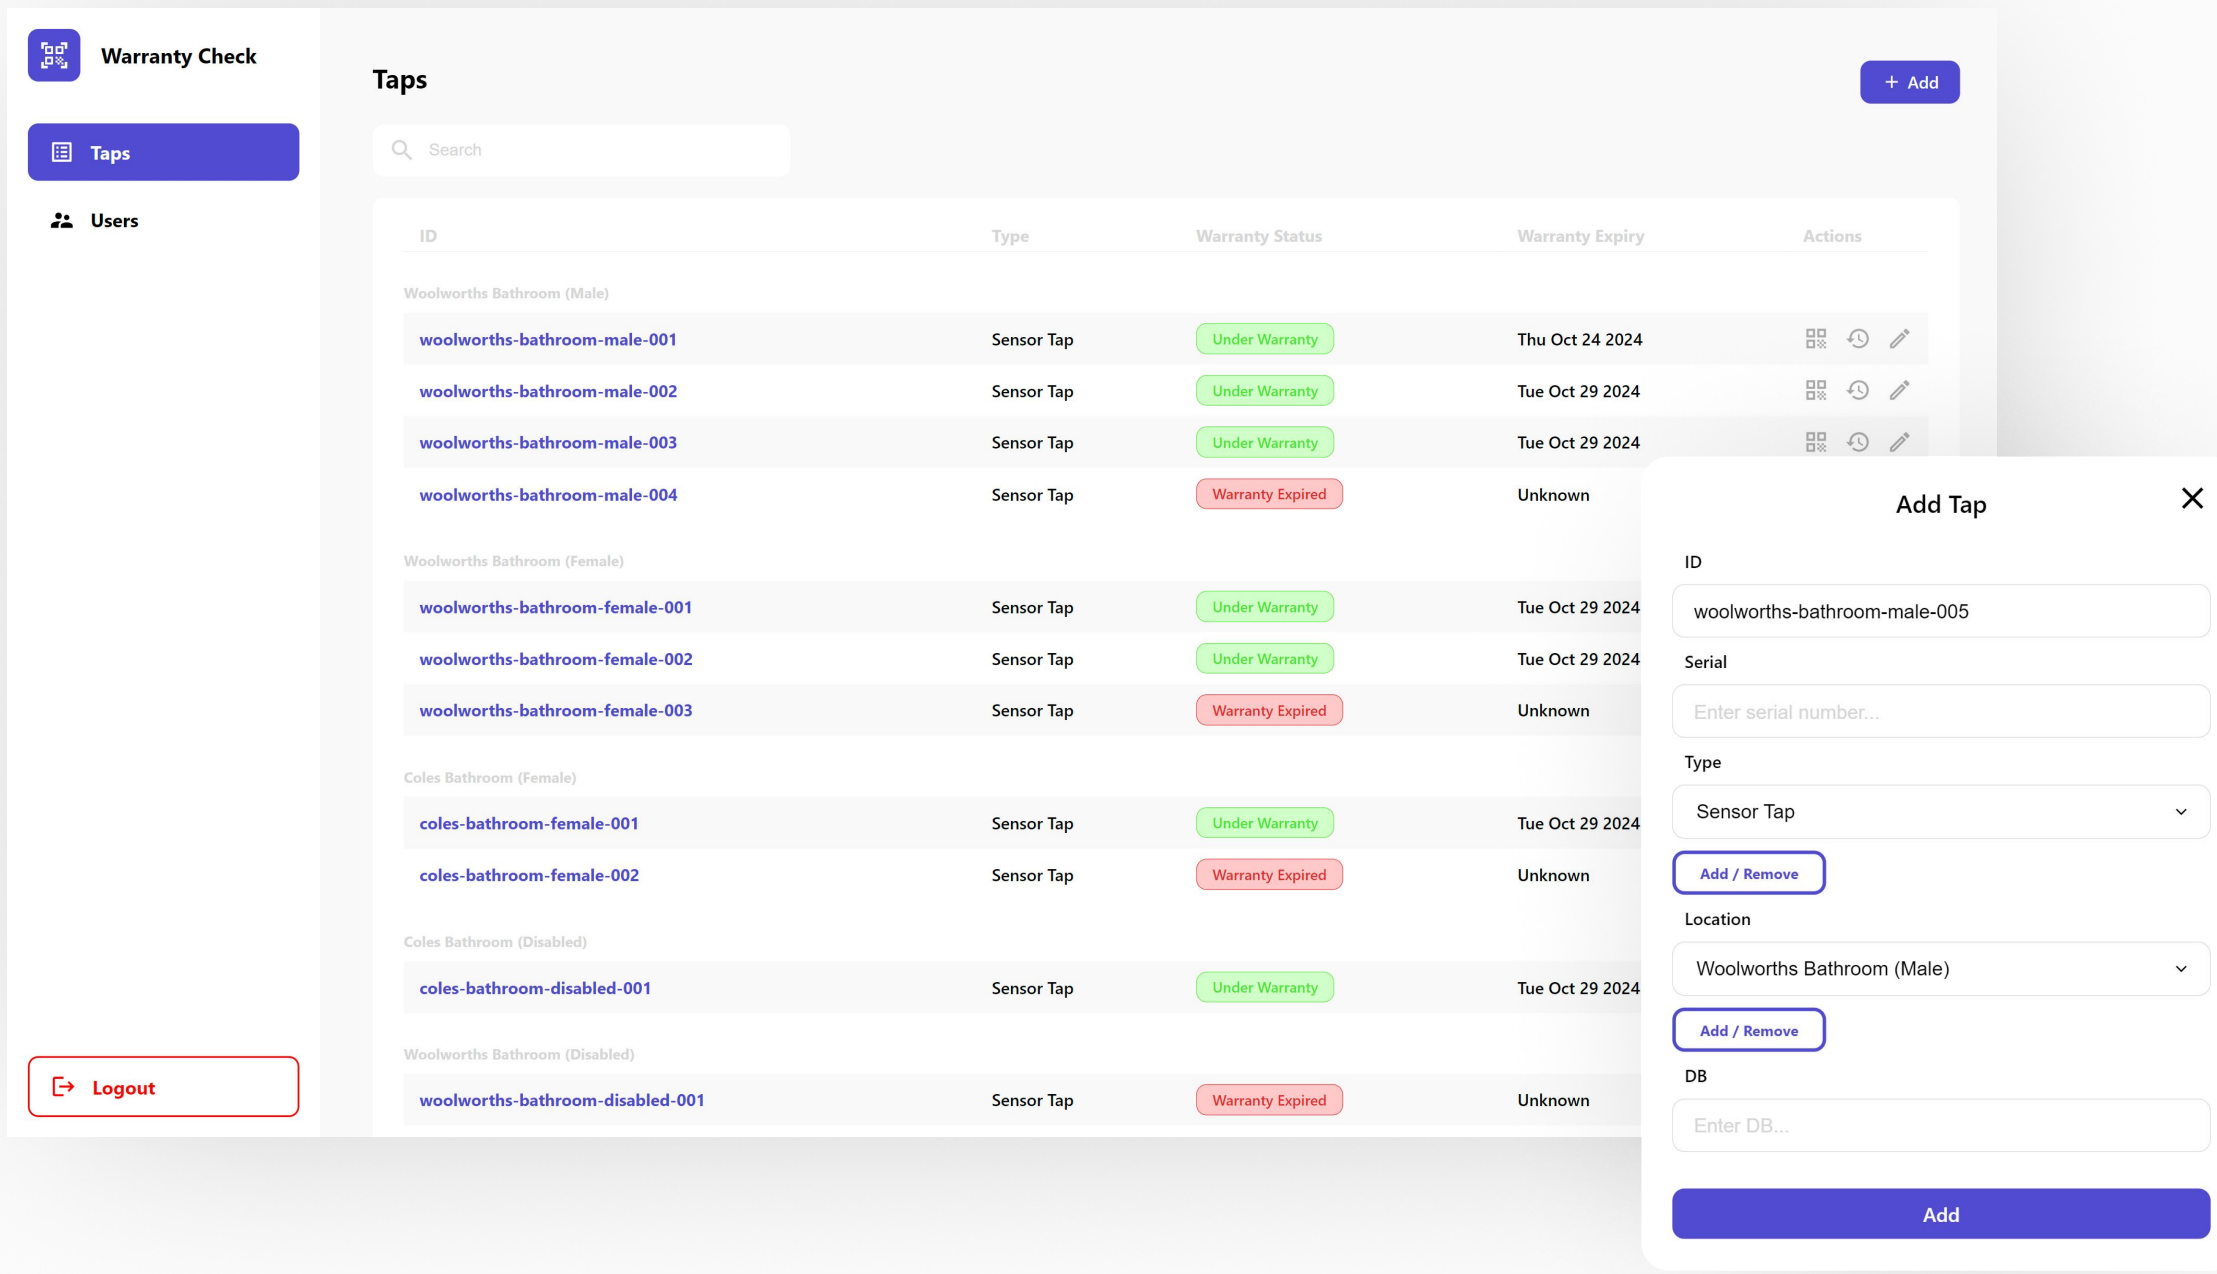 Warranty Check
Taps
Users
Logout
Taps
+ Add
Search
ID Type Warranty Status Warranty Expiry Actions
Woolworths Bathroom (Male)
woolworths-bathroom-male-001 Sensor Tap Under Warranty Thu Oct 24 2024
woolworths-bathroom-male-002 Sensor Tap Under Warranty Tue Oct 29 2024
woolworths-bathroom-male-003 Sensor Tap Under Warranty Tue Oct 29 2024
woolworths-bathroom-male-004 Sensor Tap Warranty Expired Unknown
Woolworths Bathroom (Female)
woolworths-bathroom-female-001 Sensor Tap Under Warranty Tue Oct 29 2024
woolworths-bathroom-female-002 Sensor Tap Under Warranty Tue Oct 29 2024
woolworths-bathroom-female-003 Sensor Tap Warranty Expired Unknown
Coles Bathroom (Female)
coles-bathroom-female-001 Sensor Tap Under Warranty Tue Oct 29 2024
coles-bathroom-female-002 Sensor Tap Warranty Expired Unknown
Coles Bathroom (Disabled)
coles-bathroom-disabled-001 Sensor Tap Under Warranty Tue Oct 29 2024
Woolworths Bathroom (Disabled)
woolworths-bathroom-disabled-001 Sensor Tap Warranty Expired Unknown
Add Tap
ID
woolworths-bathroom-male-005
Serial
Enter serial number...
Type
Sensor Tap
Add / Remove
Location
Woolworths Bathroom (Male)
Add / Remove
DB
Enter DB...
Add